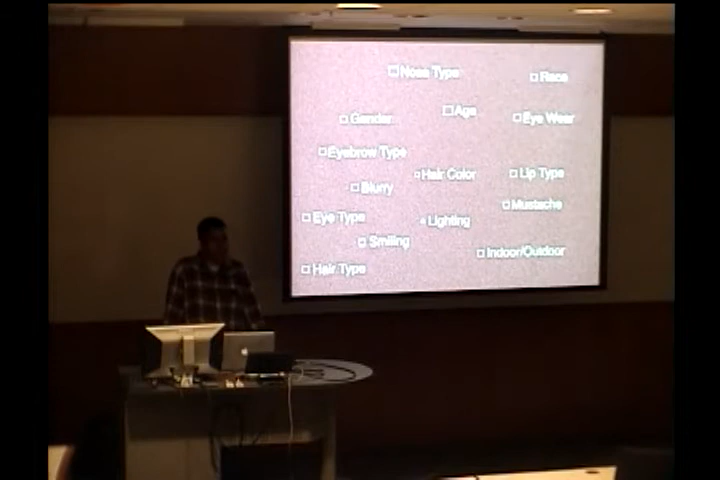 Nose Type
Race
Age
Gender
Eye Wear
Eyebrow Type
Hair Color
Lip Type
Blurry
Mustache
Eye Type
Lighting
Smiling
Indoor/Outdoor
Hair Type